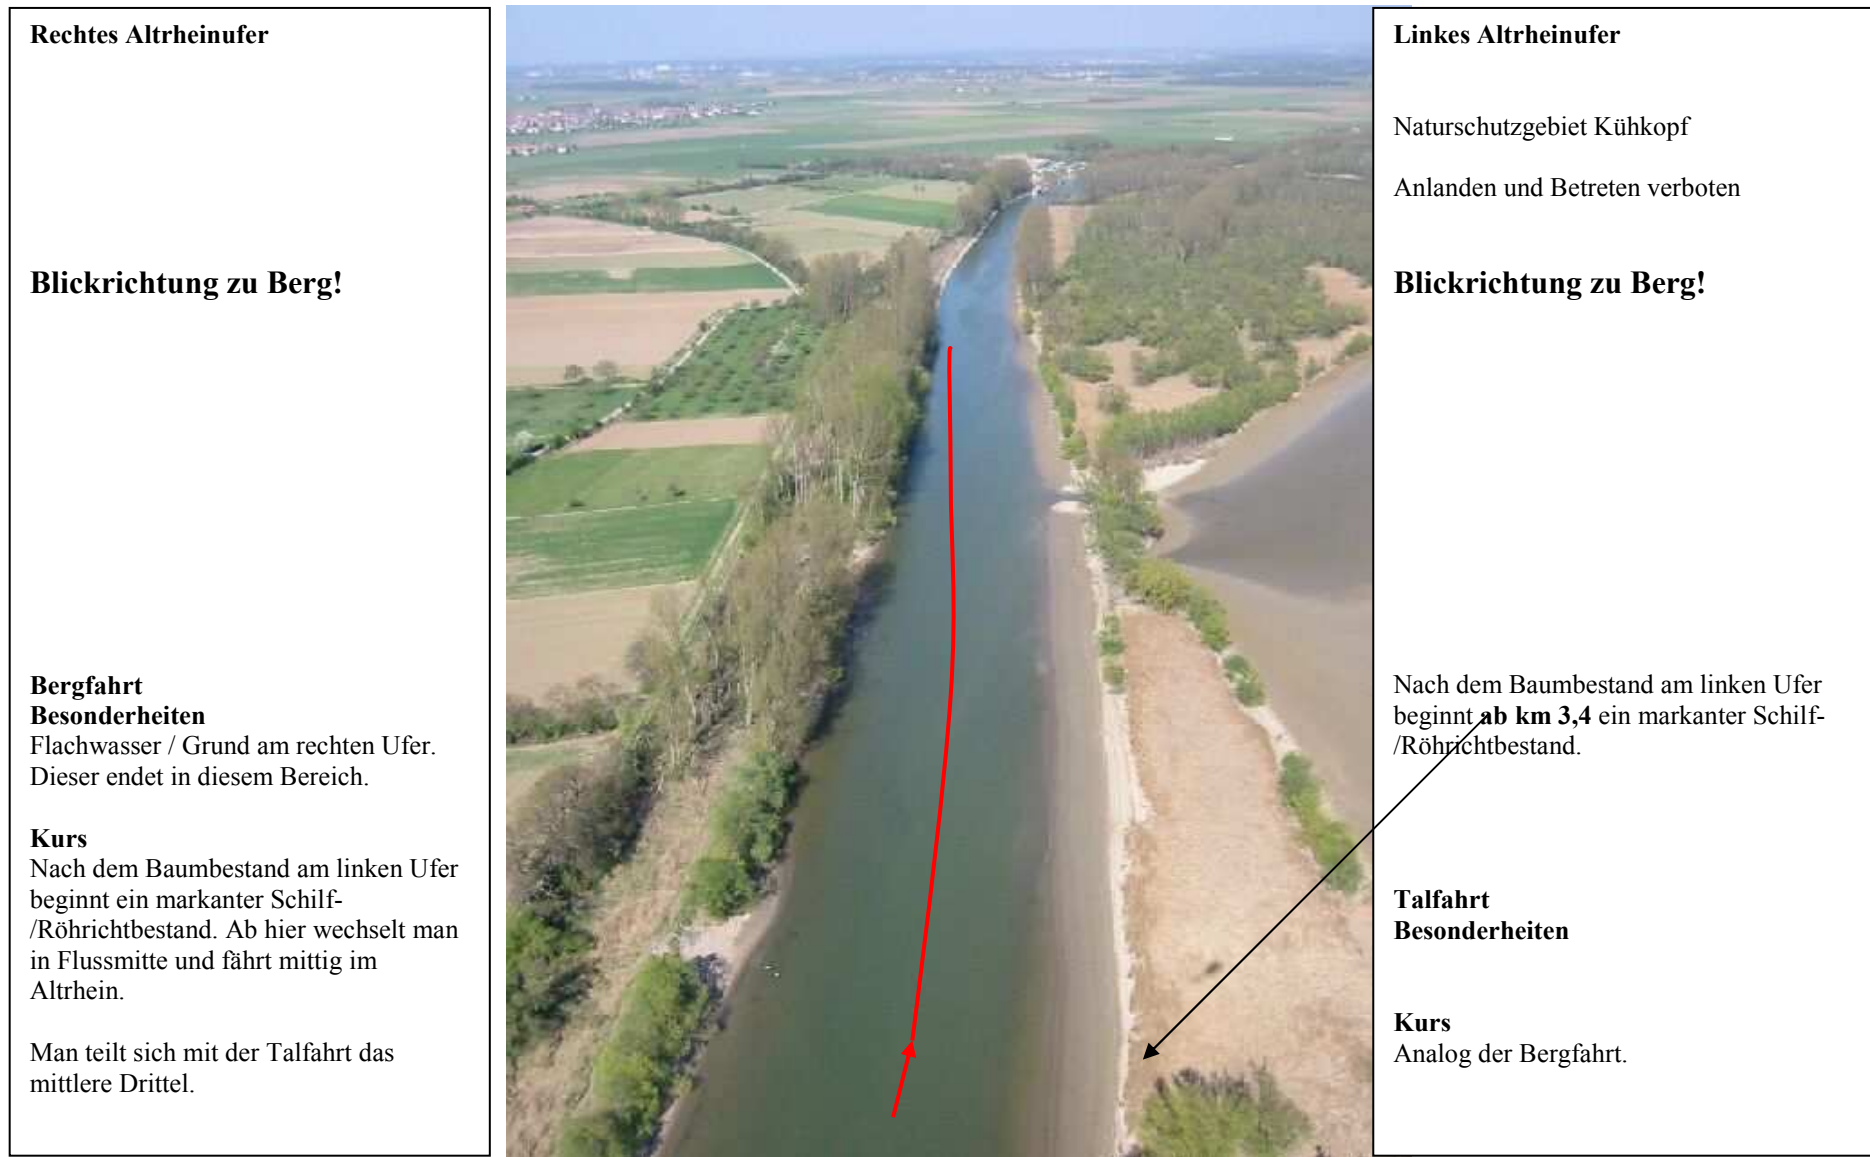 Rechtes Altrheinufer
Blickrichtung zu Berg!
Bergfahrt
Besonderheiten
Flachwasser / Grund am rechten Ufer.
Dieser endet in diesem Bereich.
Kurs
Nach dem Baumbestand am linken Ufer
beginnt ein markanter Schilf-
/Röhrichtbestand. Ab hier wechselt man
in Flussmitte und fährt mittig im
Altrhein.
Man teilt sich mit der Talfahrt das
mittlere Drittel.
Linkes Altrheinufer
Naturschutzgebiet Kühkopf
Anlanden und Betreten verboten
Blickrichtung zu Berg!
Nach dem Baumbestand am linken Ufer
beginnt ab km 3,4 ein markanter Schilf-
/Röhrichtbestand.
Talfahrt
Besonderheiten
Kurs
Analog der Bergfahrt.